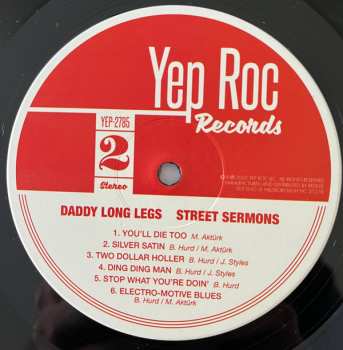 Yep Roc
Records
YEP-2785
2
Stereo
DADDY LONG LEGS STREET SERMONS
1. YOU'LL DIE TOO M. Aktürk
2. SILVER SATIN B. Hurd / M. Aktürk
3. TWO DOLLAR HOLLER B. Hurd / J. Styles
4. DING DING MAN B. Hurd / J. Styles
5. STOP WHAT YOU'RE DOIN' B. Hurd
6. ELECTRO-MOTIVE BLUES
B. Hurd / M. Aktürk